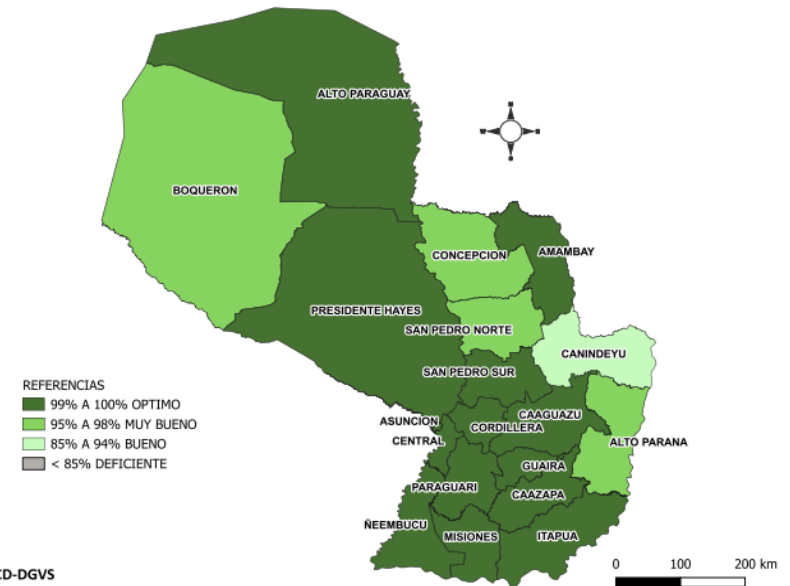 ALTO PARAGUAY
BOQUERON
CONCEPCION
AMAMBAY
PRESIDENTE HAYES
SAN PEDRO NORTE
CANINDEYU
SAN PEDRO SUR
CAAGUAZU
ASUNCION
CORDILLERA
CENTRAL
ALTO PARANA
GUAIRA
PARAGUARI
CAAZAPA
ÑEEMBUCU
MISIONES
ITAPUA
REFERENCIAS
99% A 100% OPTIMO
95% A 98% MUY BUENO
85% A 94% BUENO
< 85% DEFICIENTE
CD-DGVS
0 100 200 km